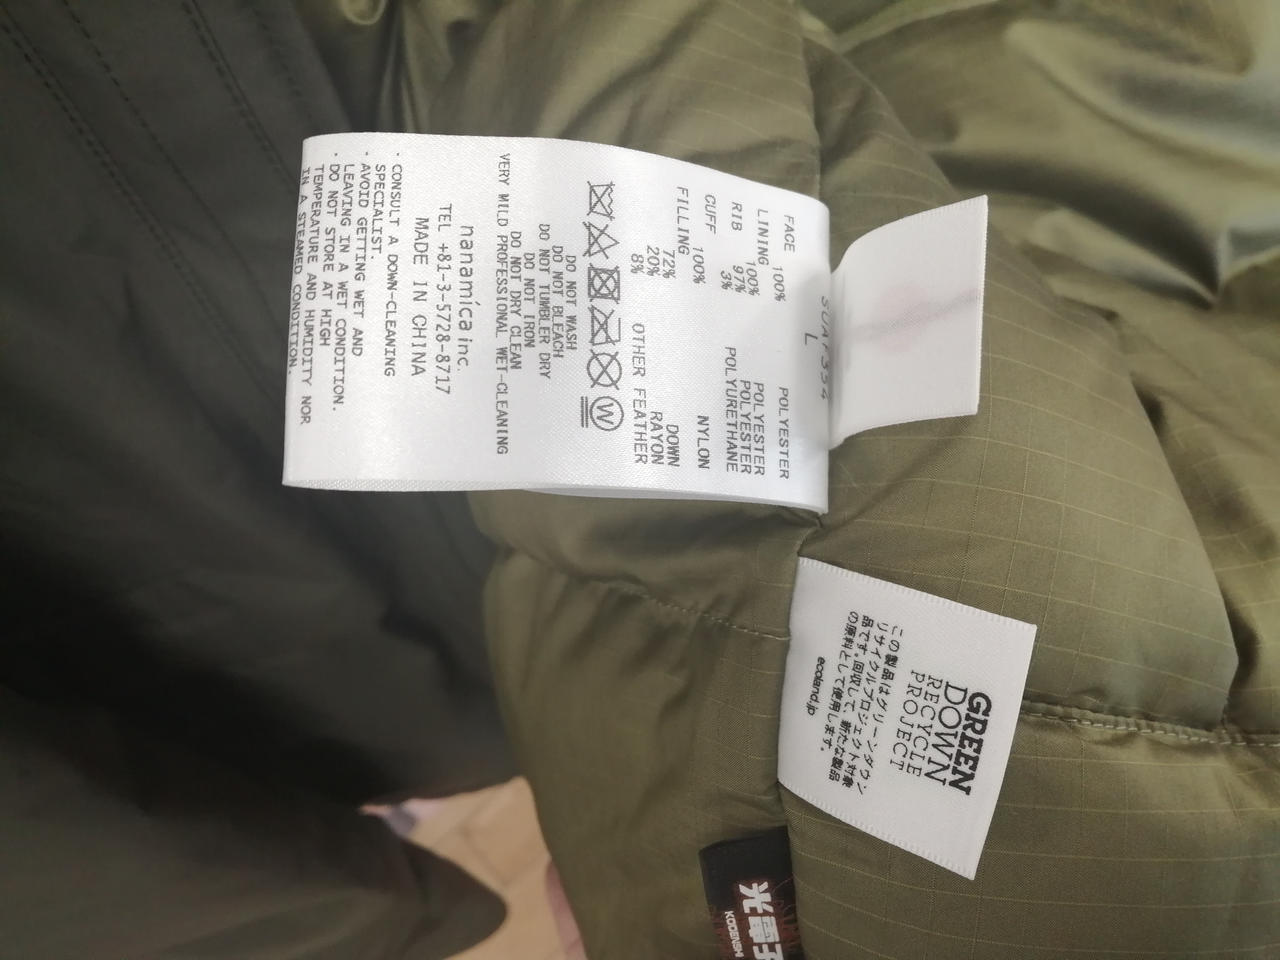 SUAF354
L
FACE 100% POLYESTER
LINING 100% POLYESTER
RIB 97% POLYESTER
3% POLYURETHANE
CUFF 100% NYLON
FILLING 72% DOWN
20% RAYON
8% OTHER FEATHER
W
DO NOT WASH
DO NOT BLEACH
DO NOT TUMBLER DRY
DO NOT IRON
DO NOT DRY CLEAN
VERY MILD PROFESSIONAL WET-CLEANING
nanamíca inc.
TEL +81-3-5728-8717
MADE IN CHINA
・CONSULT A DOWN-CLEANING
SPECIALIST.
・AVOID GETTING WET AND
LEAVING IN A WET CONDITION.
・DO NOT STORE AT HIGH
TEMPERATURE AND HUMIDITY NOR
IN A STEAMED CONDITION.
GREEN
DOWN
RECYCLE
PROJECT
この製品はグリーンダウン
リサイクルプロジェクト対象
品です。回収して、新たな製品
の原料として使用します。
ecoland.jp
光電子
KODENSHI